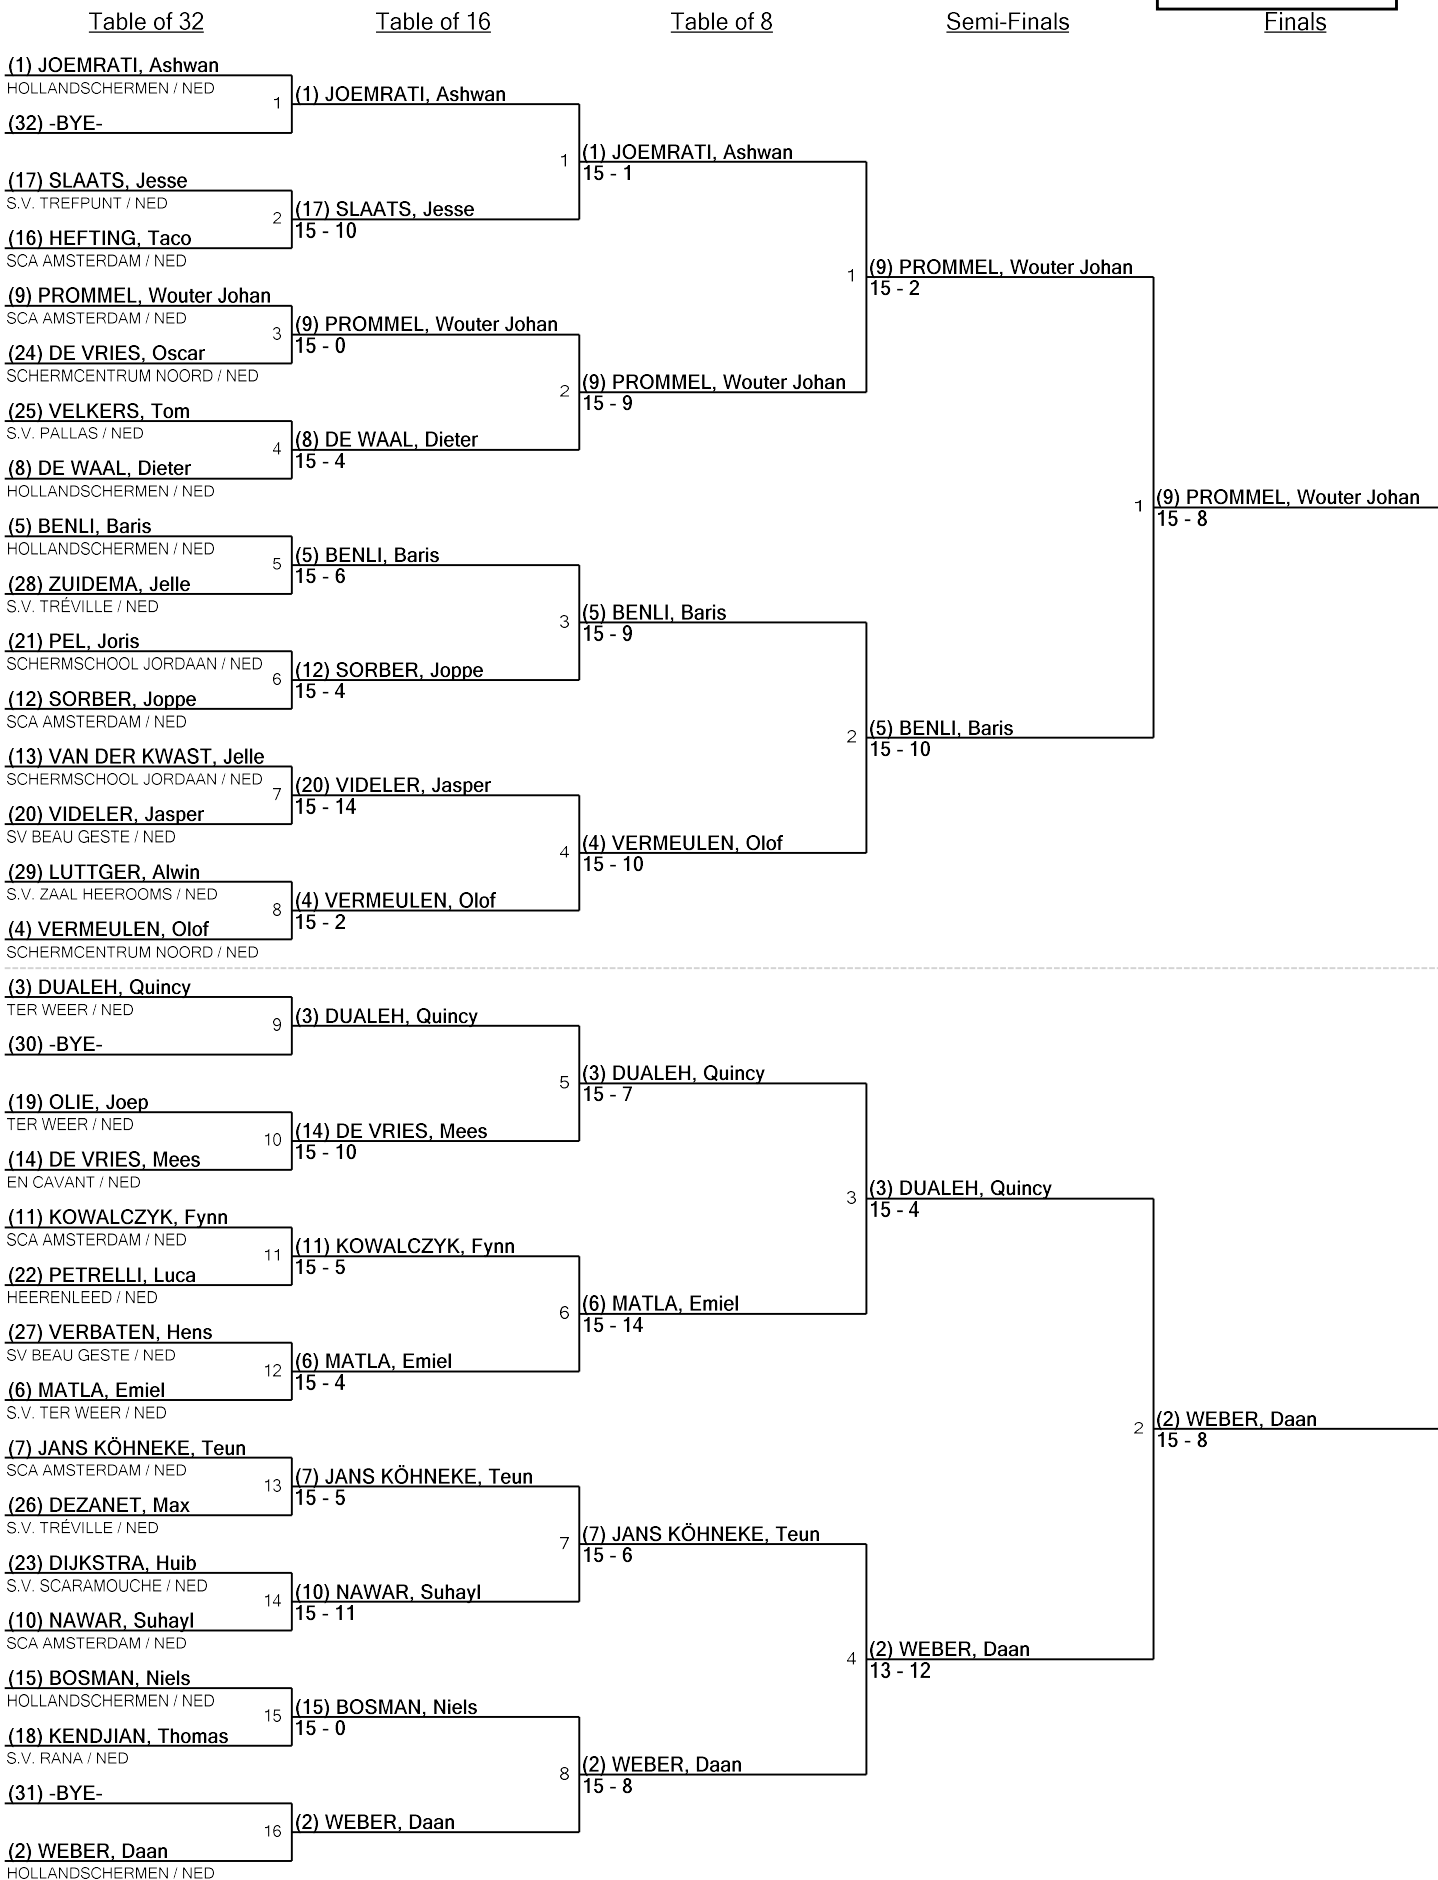 Table of 32
Table of 16
Table of 8
Semi-Finals
Finals
(1) JOEMRATI, Ashwan
HOLLANDSCHERMEN / NED
1
(32) -BYE-
(17) SLAATS, Jesse
S.V. TREFPUNT / NED
2
(16) HEFTING, Taco
SCA AMSTERDAM / NED
(9) PROMMEL, Wouter Johan
SCA AMSTERDAM / NED
3
(24) DE VRIES, Oscar
SCHERMCENTRUM NOORD / NED
(25) VELKERS, Tom
S.V. PALLAS / NED
4
(8) DE WAAL, Dieter
HOLLANDSCHERMEN / NED
(5) BENLI, Baris
HOLLANDSCHERMEN / NED
5
(28) ZUIDEMA, Jelle
S.V. TRÉVILLE / NED
(21) PEL, Joris
SCHERMSCHOOL JORDAAN / NED
6
(12) SORBER, Joppe
SCA AMSTERDAM / NED
(13) VAN DER KWAST, Jelle
SCHERMSCHOOL JORDAAN / NED
7
(20) VIDELER, Jasper
SV BEAU GESTE / NED
(29) LUTTGER, Alwin
S.V. ZAAL HEEROOMS / NED
8
(4) VERMEULEN, Olof
SCHERMCENTRUM NOORD / NED
(3) DUALEH, Quincy
TER WEER / NED
9
(30) -BYE-
(19) OLIE, Joep
TER WEER / NED
10
(14) DE VRIES, Mees
EN CAVANT / NED
(11) KOWALCZYK, Fynn
SCA AMSTERDAM / NED
11
(22) PETRELLI, Luca
HEERENLEED / NED
(27) VERBATEN, Hens
SV BEAU GESTE / NED
12
(6) MATLA, Emiel
S.V. TER WEER / NED
(7) JANS KÖHNEKE, Teun
SCA AMSTERDAM / NED
13
(26) DEZANET, Max
S.V. TRÉVILLE / NED
(23) DIJKSTRA, Huib
S.V. SCARAMOUCHE / NED
14
(10) NAWAR, Suhayl
SCA AMSTERDAM / NED
(15) BOSMAN, Niels
HOLLANDSCHERMEN / NED
15
(18) KENDJIAN, Thomas
S.V. RANA / NED
(31) -BYE-
16
(2) WEBER, Daan
HOLLANDSCHERMEN / NED
(1) JOEMRATI, Ashwan
1
(17) SLAATS, Jesse
15 - 10
(9) PROMMEL, Wouter Johan
15 - 0
2
(8) DE WAAL, Dieter
15 - 4
(5) BENLI, Baris
15 - 6
3
(12) SORBER, Joppe
15 - 4
(20) VIDELER, Jasper
15 - 14
4
(4) VERMEULEN, Olof
15 - 2
(3) DUALEH, Quincy
5
(14) DE VRIES, Mees
15 - 10
(11) KOWALCZYK, Fynn
15 - 5
6
(6) MATLA, Emiel
15 - 4
(7) JANS KÖHNEKE, Teun
15 - 5
7
(10) NAWAR, Suhayl
15 - 11
(15) BOSMAN, Niels
15 - 0
8
(2) WEBER, Daan
(1) JOEMRATI, Ashwan
15 - 1
1
(9) PROMMEL, Wouter Johan
15 - 9
(5) BENLI, Baris
15 - 9
2
(4) VERMEULEN, Olof
15 - 10
(3) DUALEH, Quincy
15 - 7
3
(6) MATLA, Emiel
15 - 14
(7) JANS KÖHNEKE, Teun
15 - 6
4
(2) WEBER, Daan
15 - 8
(9) PROMMEL, Wouter Johan
15 - 2
1
(5) BENLI, Baris
15 - 10
(3) DUALEH, Quincy
15 - 4
2
(2) WEBER, Daan
13 - 12
(9) PROMMEL, Wouter Johan
15 - 8
(2) WEBER, Daan
15 - 8